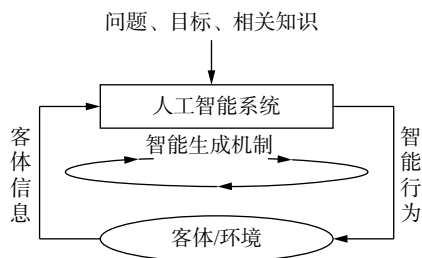 问题、目标、相关知识
人工智能系统
智能生成机制
客体信息
智能行为
客体/环境